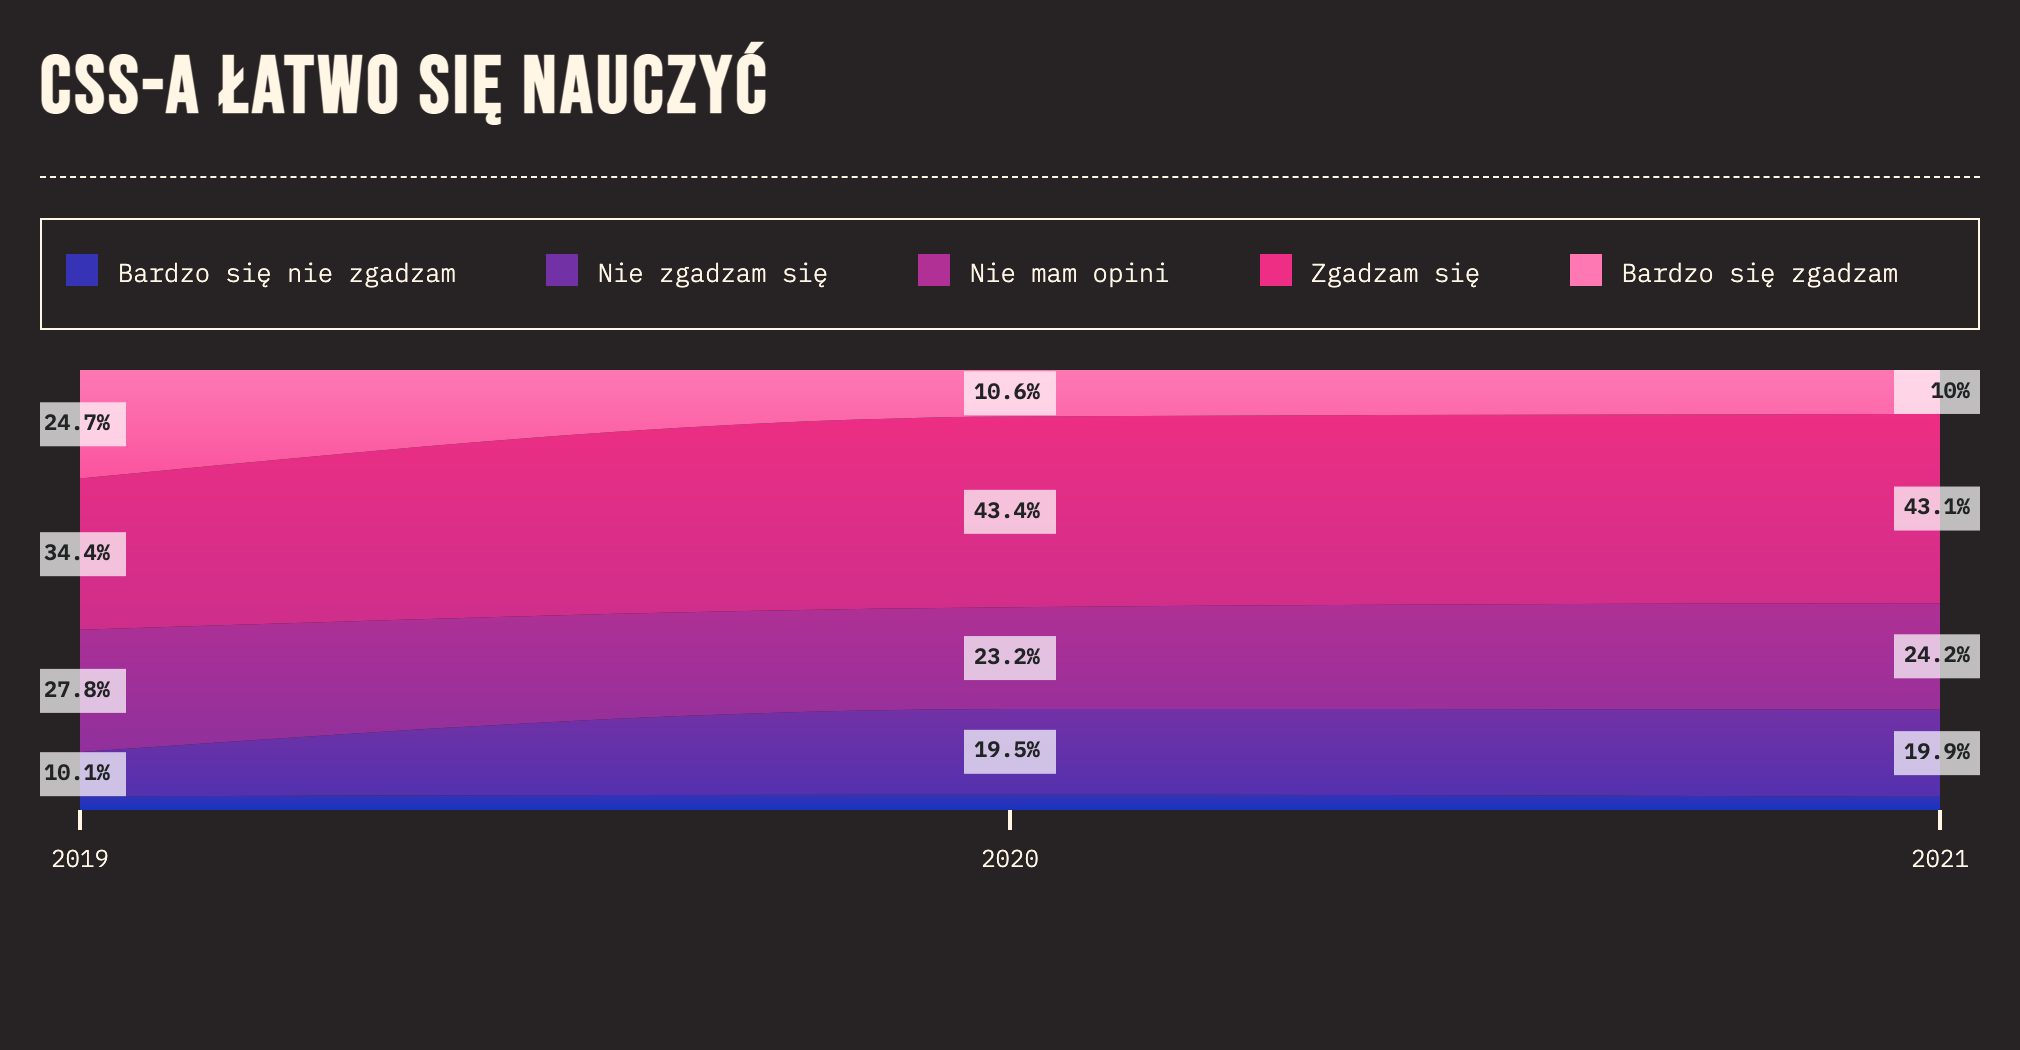 CSS-A ŁATWO SIĘ NAUCZYĆ
Bardzo się nie zgadzam
Nie zgadzam się
Nie mam opini
Zgadzam się
Bardzo się zgadzam
24.7%
10.6%
10%
34.4%
43.4%
43.1%
27.8%
23.2%
24.2%
10.1%
19.5%
19.9%
2019
2020
2021